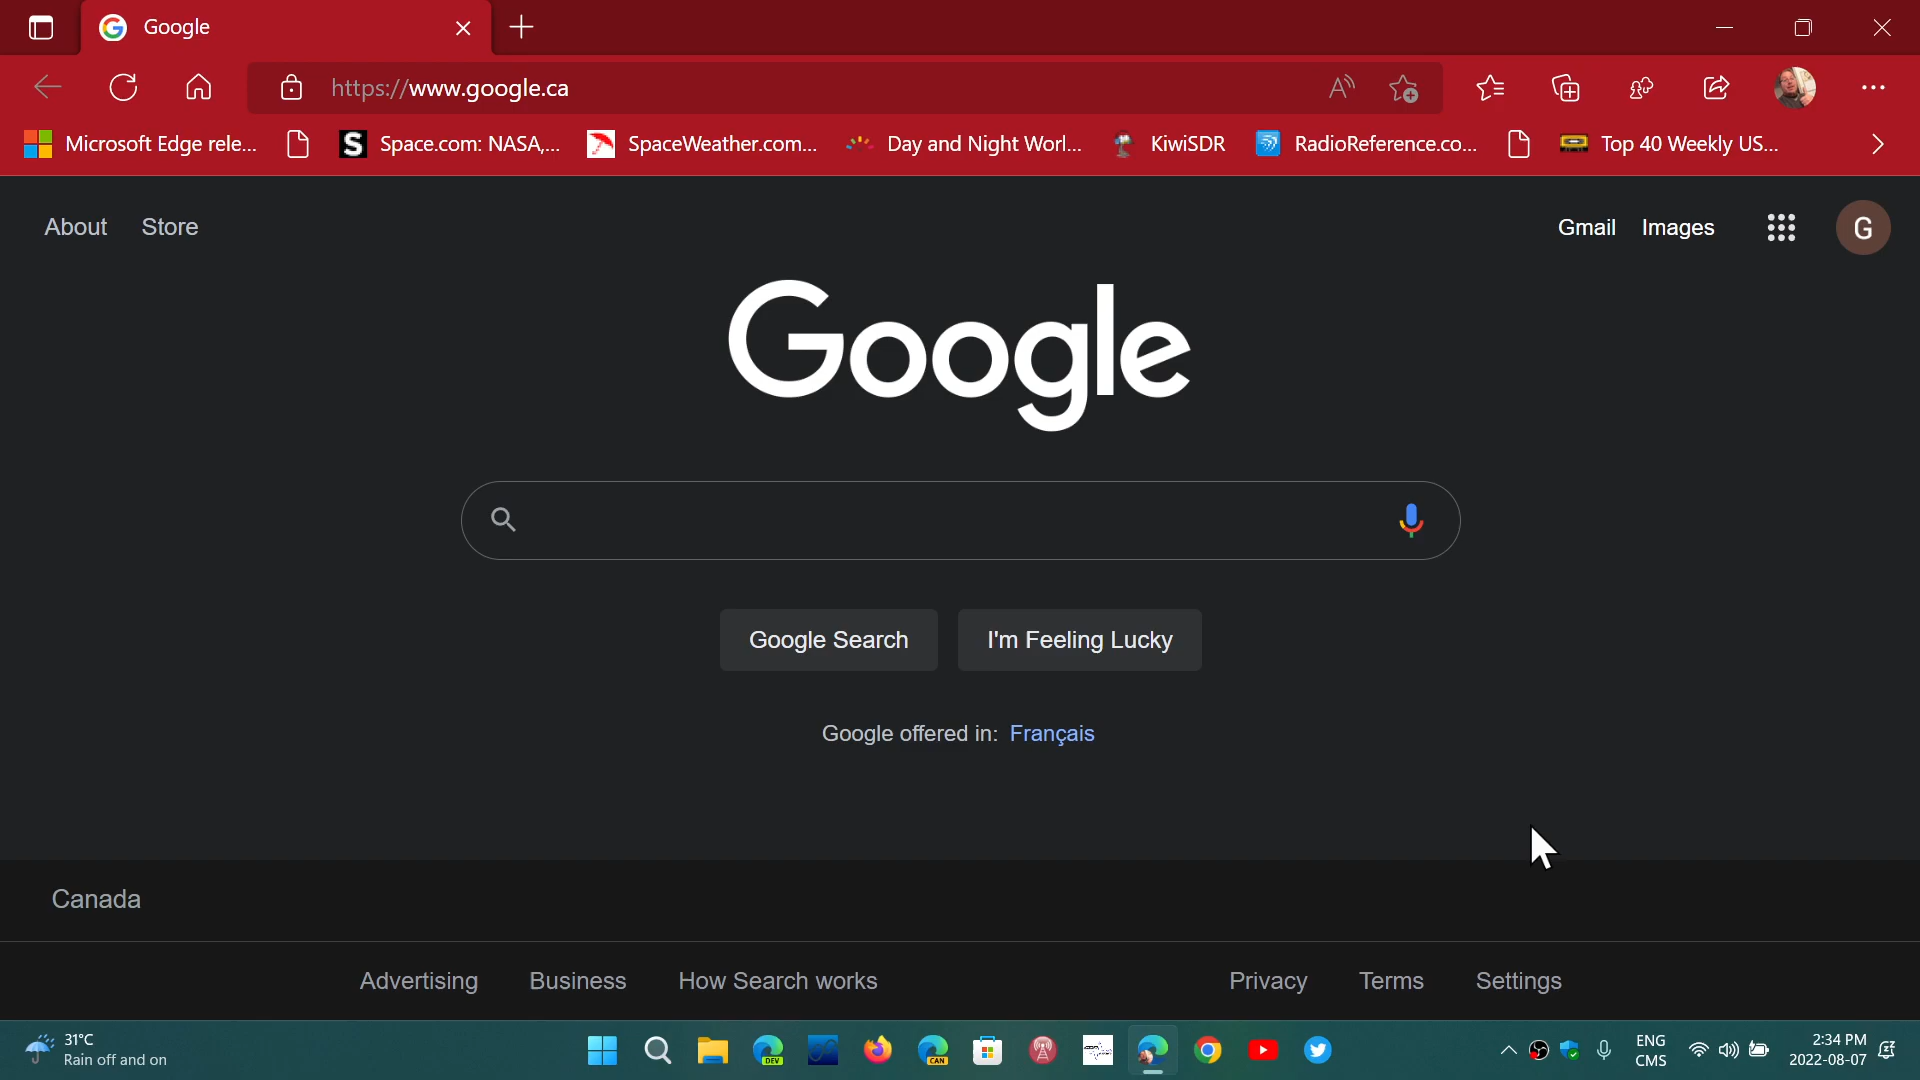 Google
https://www.google.ca
Microsoft Edge rele...
Space.com: NASA,...
SpaceWeather.com...
Day and Night Worl...
KiwiSDR
RadioReference.co...
Top 40 Weekly US...
About Store
Gmail Images
G
Google
Google Search
I'm Feeling Lucky
Google offered in: Français
Canada
Advertising Business How Search works
Privacy Terms Settings
31°C
Rain off and on
DEV
CAN
ENG
CMS
2:34 PM
2022-08-07